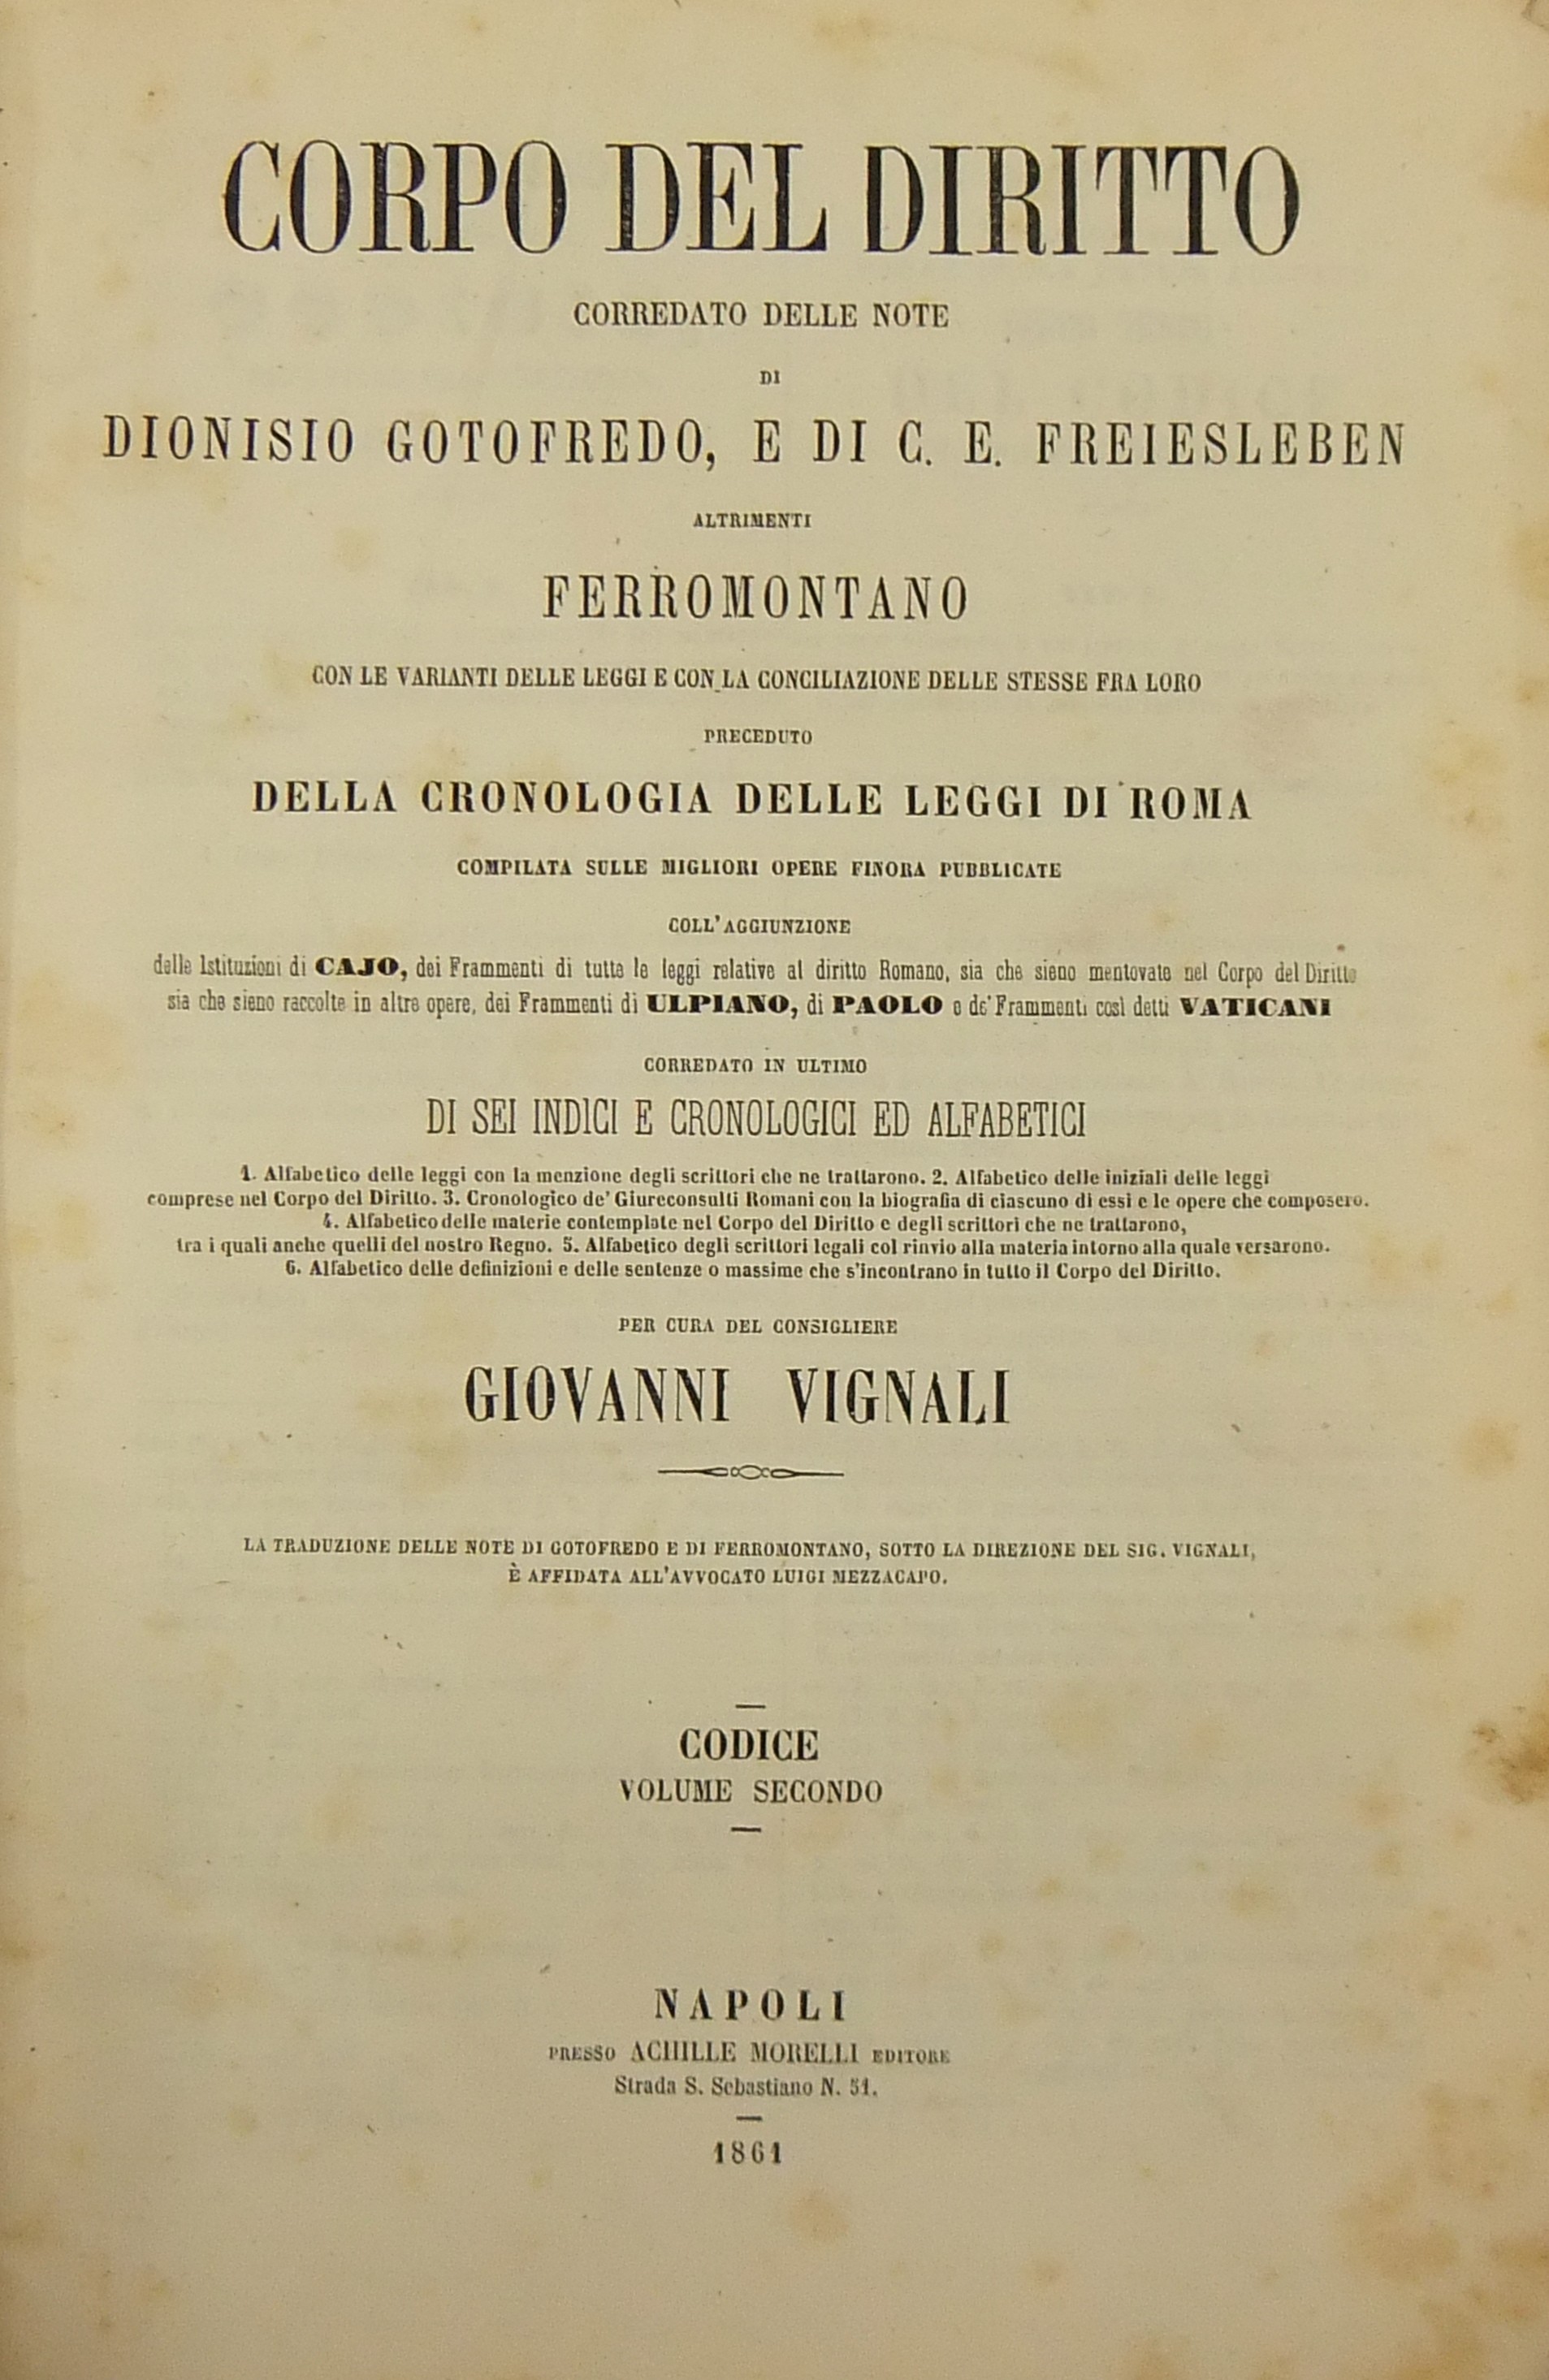 CORPO DEL DIRITTO
CORREDATO DELLE NOTE
DI
DIONISIO GOTOFREDO, E DI C. E. FREIESLEBEN
ALTRIMENTI
FERROMONTANO
CON LE VARIANTI DELLE LEGGI E CON LA CONCILIAZIONE DELLE STESSE FRA LORO
PRECEDUTO
DELLA CRONOLOGIA DELLE LEGGI DI ROMA
COMPILATA SULLE MIGLIORI OPERE FINORA PUBBLICATE
COLL'AGGIUNZIONE
delle Istituzioni di CAJO, dei Frammenti di tutte le leggi relative al diritto Romano, sia che sieno mentovate nel Corpo del Diritto
sia che sieno raccolte in altre opere, dei Frammenti di ULPIANO, di PAOLO e de' Frammenti così detti VATICANI
CORREDATO IN ULTIMO
DI SEI INDICI E CRONOLOGICI ED ALFABETICI
1. Alfabetico delle leggi con la menzione degli scrittori che ne trattarono. 2. Alfabetico delle iniziali delle leggi
comprese nel Corpo del Diritto. 3. Cronologico de' Giureconsulti Romani con la biografia di ciascuno di essi e le opere che composero.
4. Alfabetico delle materie contemplate nel Corpo del Diritto e degli scrittori che ne trattarono,
tra i quali anche quelli del nostro Regno. 5. Alfabetico degli scrittori legali col rinvio alla materia intorno alla quale versarono.
6. Alfabetico delle definizioni e delle sentenze o massime che s'incontrano in tutto il Corpo del Diritto.
PER CURA DEL CONSIGLIERE
GIOVANNI VIGNALI
LA TRADUZIONE DELLE NOTE DI GOTOFREDO E DI FERROMONTANO, SOTTO LA DIREZIONE DEL SIG. VIGNALI,
È AFFIDATA ALL'AVVOCATO LUIGI MEZZACAPO.
CODICE
VOLUME SECONDO
NAPOLI
PRESSO ACHILLE MORELLI EDITORE
Strada S. Sebastiano N. 51.
1861